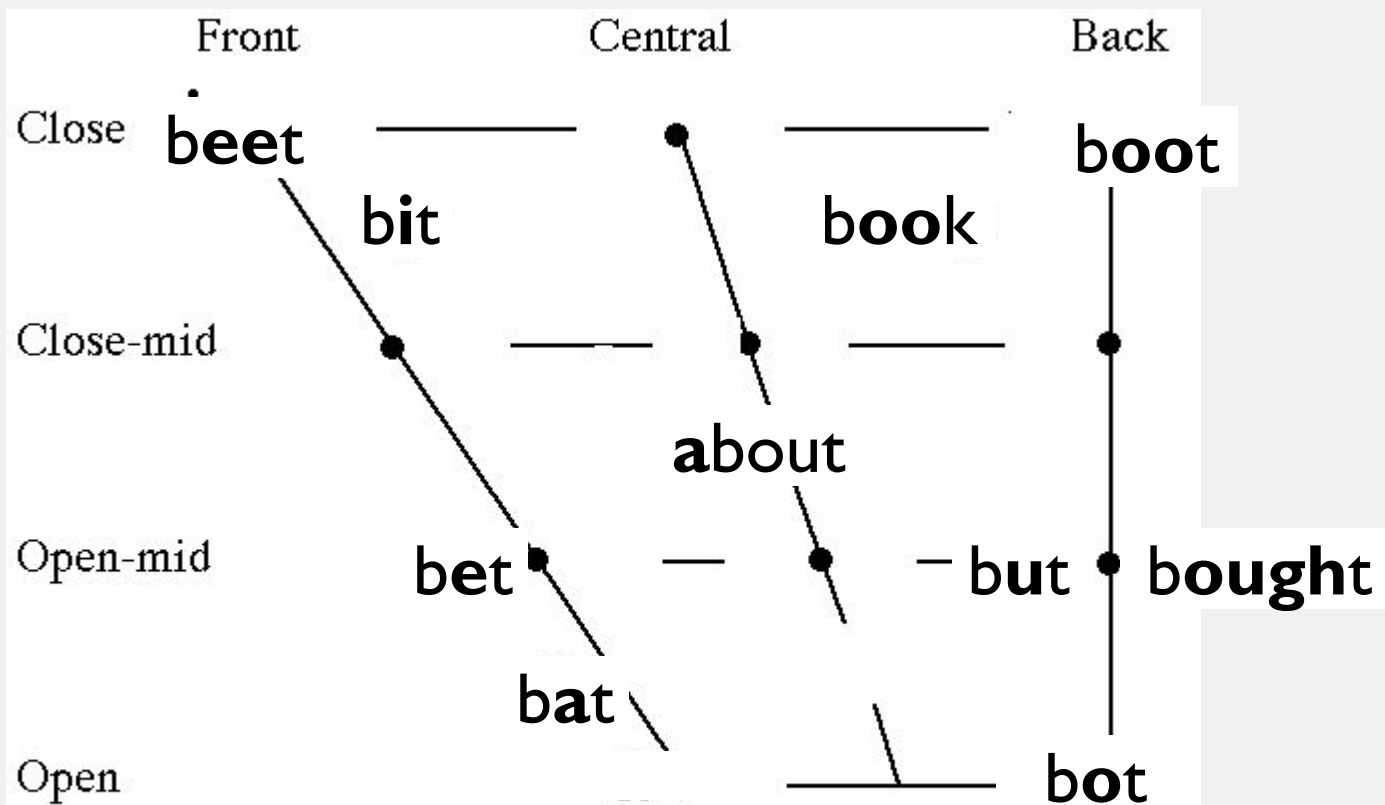 Front Central Back
Close beet boot
bit book
Close-mid
about
Open-mid bet but bought
bat
Open bot